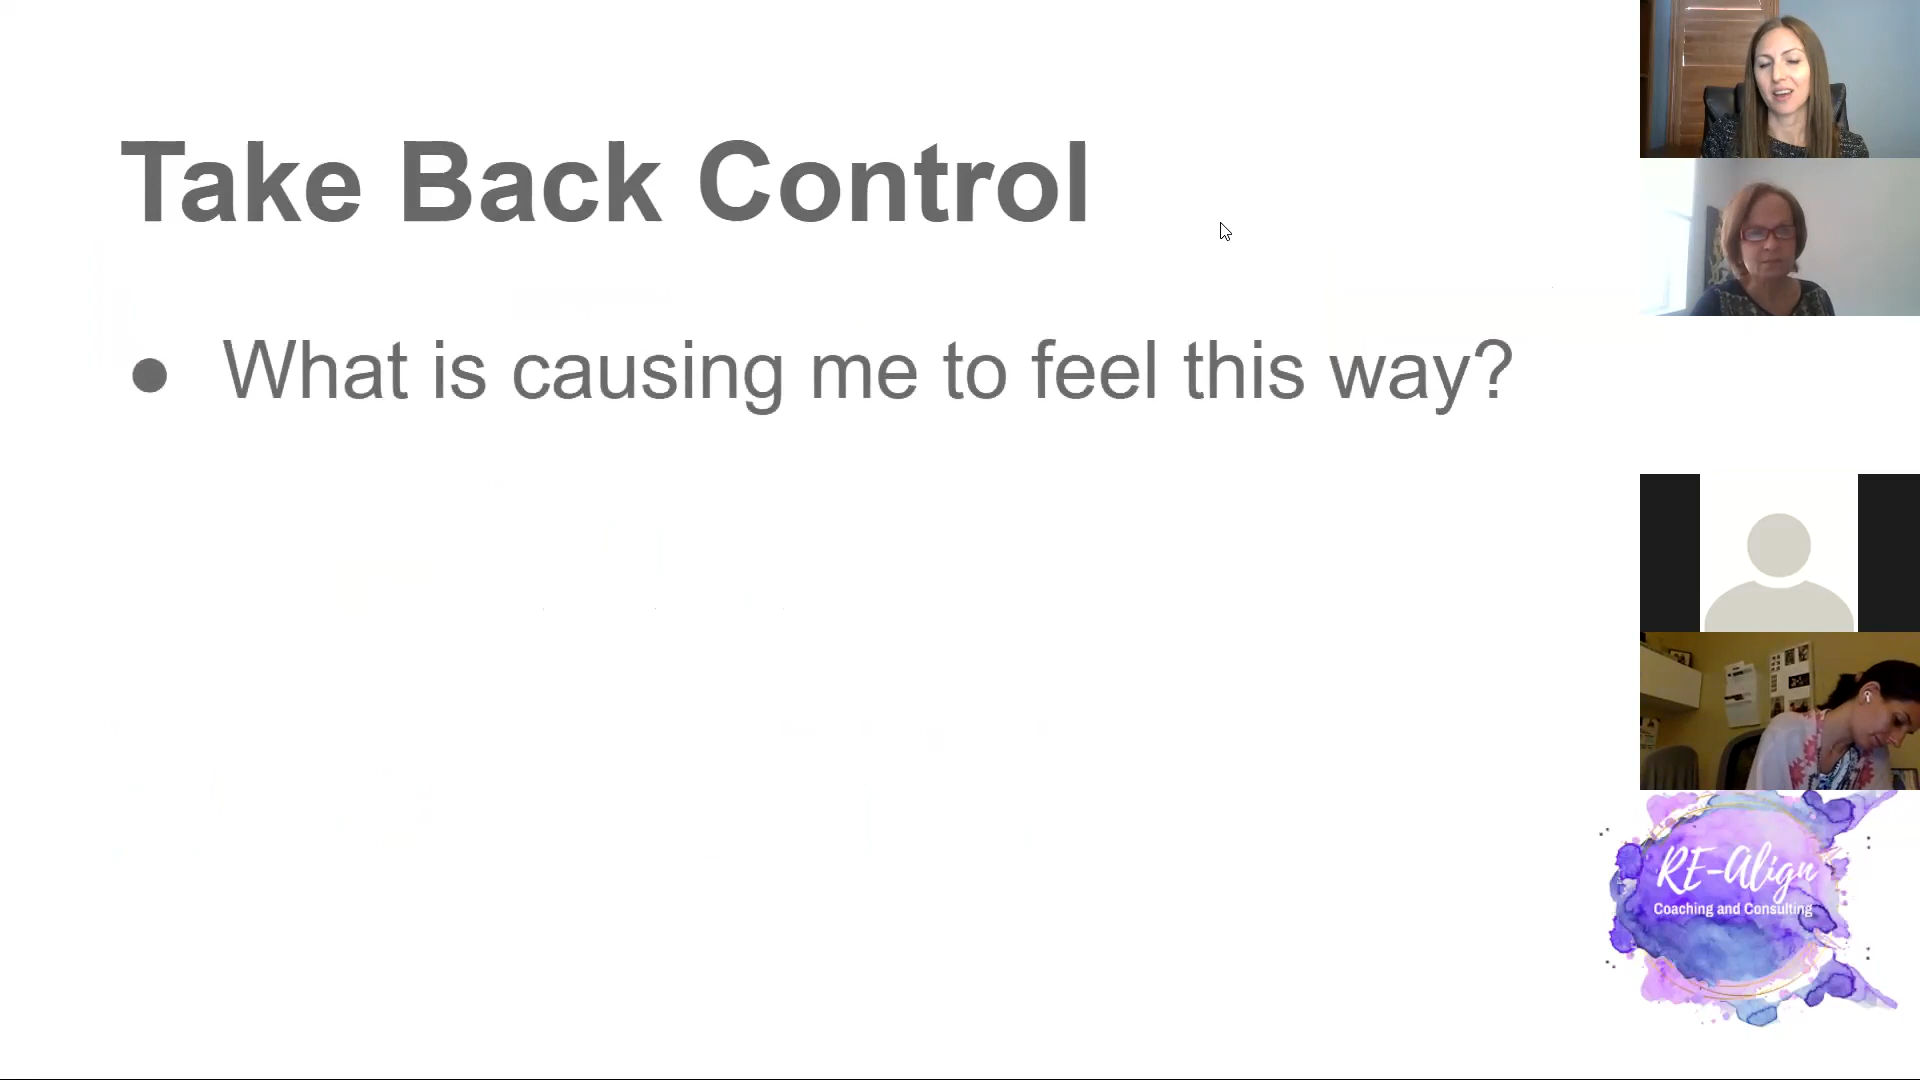 Take Back Control
● What is causing me to feel this way?
RE-Align
Coaching and Consulting